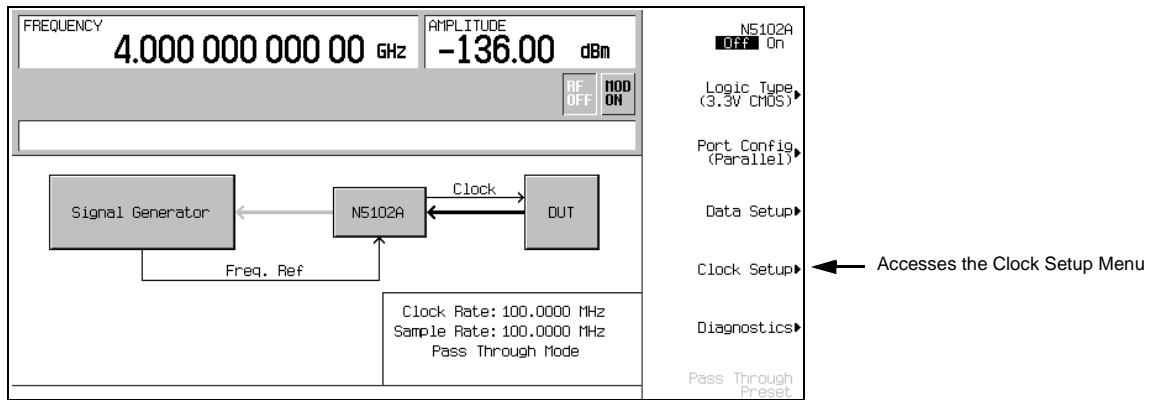 FREQUENCY
4.000 000 000 00 GHz
AMPLITUDE
-136.00 dBm
RF
OFF
MOD
ON
Signal Generator
N5102A
Clock
DUT
Freq. Ref
Clock Rate: 100.0000 MHz
Sample Rate: 100.0000 MHz
Pass Through Mode
N5102A
Off On
Logic Type
(3.3V CMOS)
Port Config
(Parallel)
Data Setup
Clock Setup
Accesses the Clock Setup Menu
Diagnostics
Pass Through
Preset